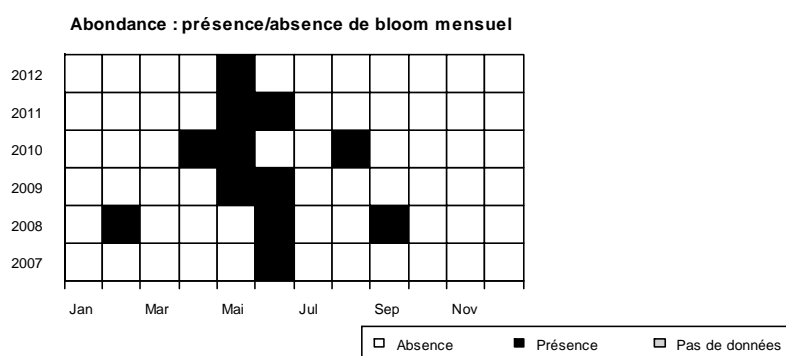 Abondance : présence/absence de bloom mensuel
2012
2011
2010
2009
2008
2007
Jan Mar Mai Jul Sep Nov
Absence Présence Pas de données